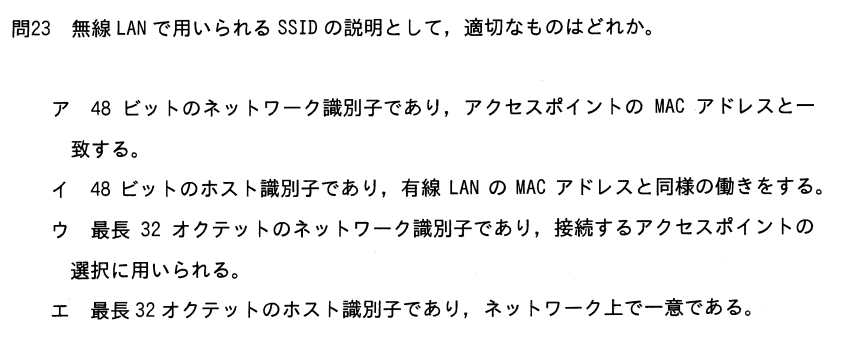 問23 無線 LAN で用いられる SSID の説明として，適切なものはどれか。
ア 48 ビットのネットワーク識別子であり，アクセスポイントの MAC アドレスと一
致する。
イ 48 ビットのホスト識別子であり，有線 LAN の MAC アドレスと同様の働きをする。
ウ 最長 32 オクテットのネットワーク識別子であり，接続するアクセスポイントの
選択に用いられる。
エ 最長 32 オクテットのホスト識別子であり，ネットワーク上で一意である。